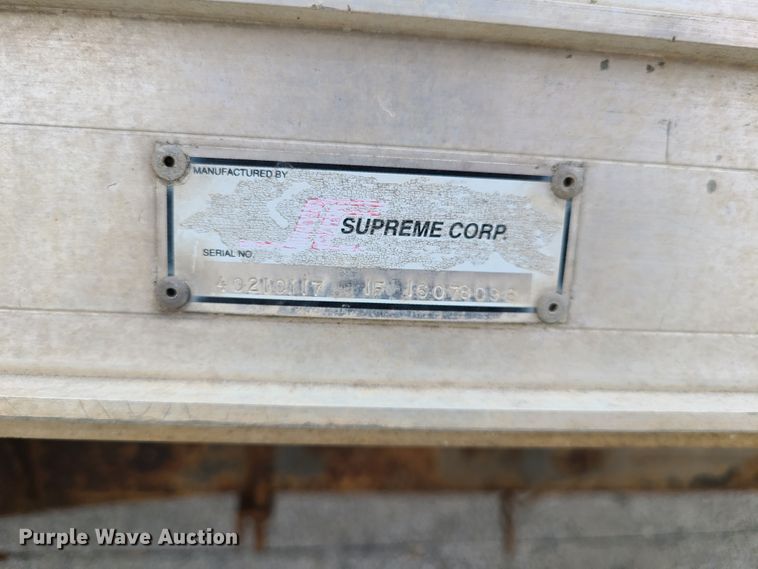 MANUFACTURED BY
SUPREME CORP.
SERIAL NO.
Purple Wave Auction